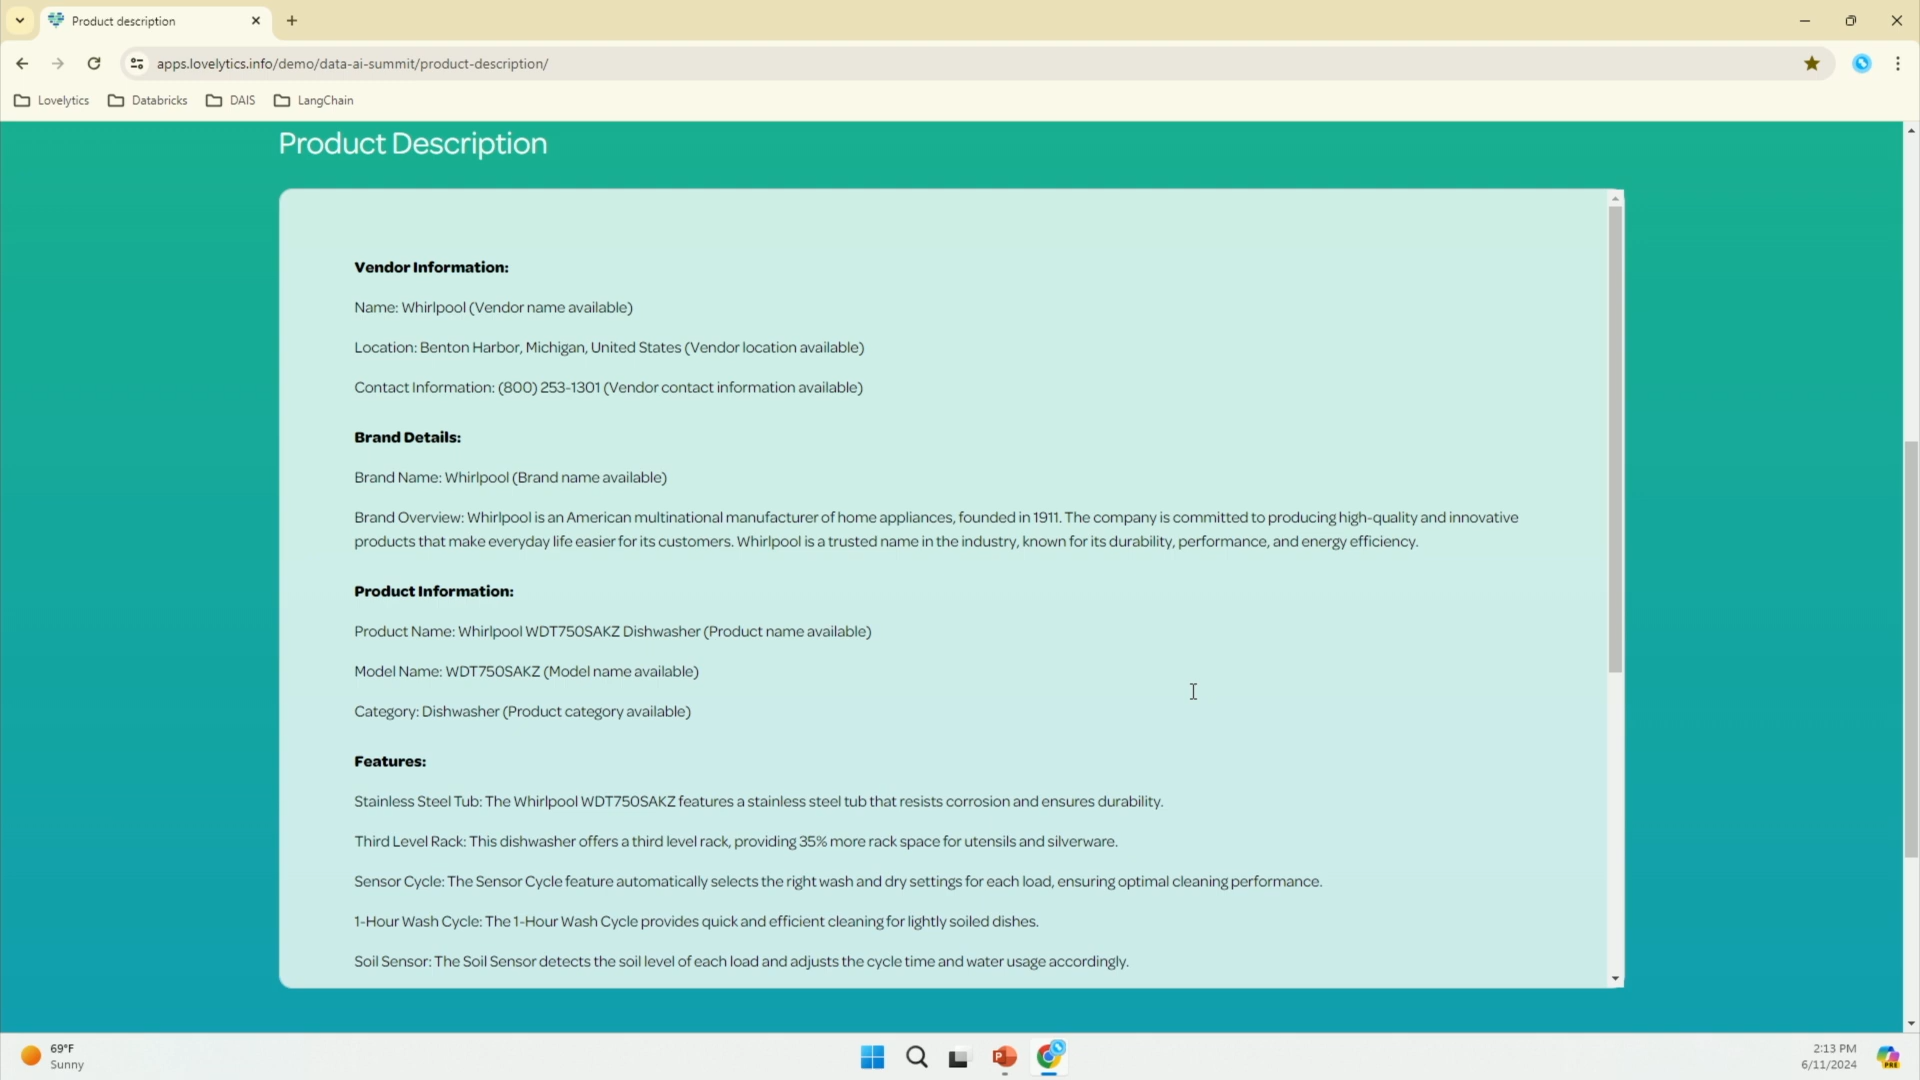 Product description
apps.lovelytics.info/demo/data-ai-summit/product-description/
Lovelytics
Databricks
DAIS
LangChain
Product Description
Vendor Information:
Name: Whirlpool (Vendor name available)
Location: Benton Harbor, Michigan, United States (Vendor location available)
Contact Information: (800) 253-1301 (Vendor contact information available)
Brand Details:
Brand Name: Whirlpool (Brand name available)
Brand Overview: Whirlpool is an American multinational manufacturer of home appliances, founded in 1911. The company is committed to producing high-quality and innovative
products that make everyday life easier for its customers. Whirlpool is a trusted name in the industry, known for its durability, performance, and energy efficiency.
Product Information:
Product Name: Whirlpool WDT750SAKZ Dishwasher (Product name available)
Model Name: WDT750SAKZ (Model name available)
Category: Dishwasher (Product category available)
Features:
Stainless Steel Tub: The Whirlpool WDT750SAKZ features a stainless steel tub that resists corrosion and ensures durability.
Third Level Rack: This dishwasher offers a third level rack, providing 35% more rack space for utensils and silverware.
Sensor Cycle: The Sensor Cycle feature automatically selects the right wash and dry settings for each load, ensuring optimal cleaning performance.
1-Hour Wash Cycle: The 1-Hour Wash Cycle provides quick and efficient cleaning for lightly soiled dishes.
Soil Sensor: The Soil Sensor detects the soil level of each load and adjusts the cycle time and water usage accordingly.
69°F
Sunny
P
2:13 PM
6/11/2024
PRE